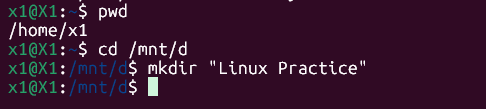 x1@X1:~$ pwd
/home/x1
x1@X1:~$ cd /mnt/d
x1@X1:/mnt/d$ mkdir "Linux Practice"
x1@X1:/mnt/d$